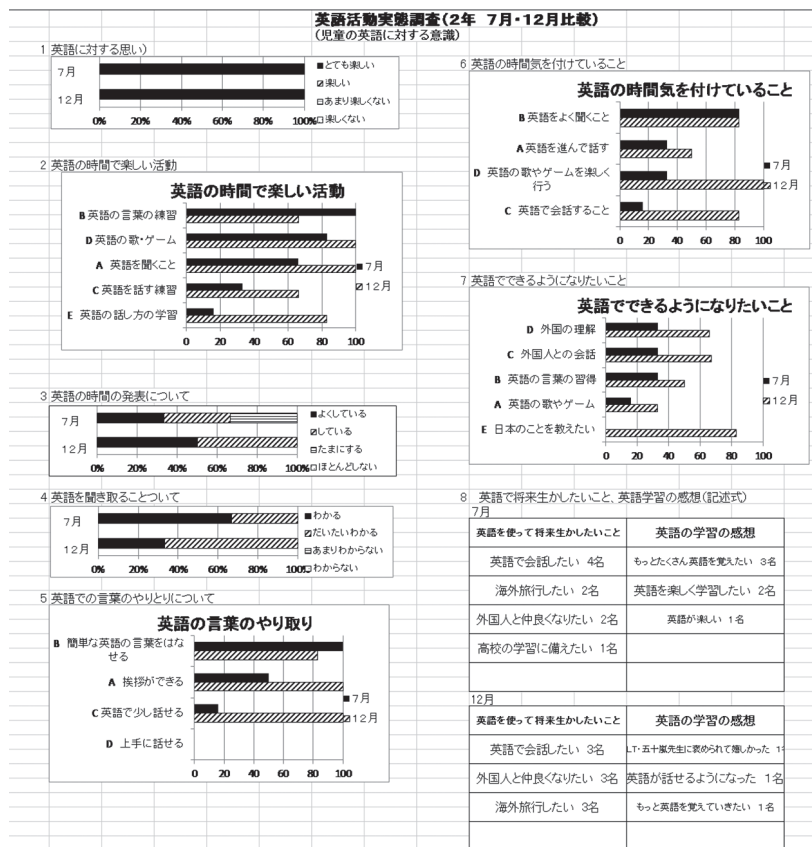 英語活動実態調査(2年 7月・12月比較)
(児童の英語に対する意識)
1 英語に対する思い)
7月
12月
0% 20% 40% 60% 80% 100%
■とても楽しい
楽しい
あまり楽しくない
楽しくない
2 英語の時間で楽しい活動
英語の時間で楽しい活動
B英語の言葉の練習
D英語の歌・ゲーム
A 英語を聞くこと
C英語を話す練習
E 英語の話し方の学習
0 20 40 60 80 100
■7月
12月
3 英語の時間の発表について
7月
12月
0% 20% 40% 60% 80% 100%
■よくしている
している
たまにする
ほとんどしない
4 英語を聞き取ることついて
7月
12月
0% 20% 40% 60% 80% 100%
■わかる
だいたいわかる
あまりわからない
わからない
5 英語での言葉のやりとりについて
英語の言葉のやり取り
B 簡単な英語の言葉をはな
せる
A 挨拶ができる
C英語で少し話せる
D 上手に話せる
0 20 40 60 80 100
■7月
12月
6 英語の時間気を付けていること
英語の時間気を付けていること
B英語をよく聞くこと
A英語を進んで話す
D 英語の歌やゲームを楽しく
行う
C 英語で会話すること
0 20 40 60 80 100
■7月
12月
7 英語でできるようになりたいこと
英語でできるようになりたいこと
D 外国の理解
C 外国人との会話
B 英語の言葉の習得
A 英語の歌やゲーム
E 日本のことを教えたい
0 20 40 60 80 100
■7月
12月
8 英語で将来生かしたいこと、英語学習の感想(記述式)
7月
英語を使って将来生かしたいこと 英語の学習の感想
英語で会話したい 4名 もっとたくさん英語を覚えたい 3名
海外旅行したい 2名 英語を楽しく学習したい 2名
外国人と仲良くなりたい 2名 英語が楽しい 1名
高校の学習に備えたい 1名
12月
英語を使って将来生かしたいこと 英語の学習の感想
英語で会話したい 3名 LT・五十嵐先生に褒められて嬉しかった 1
外国人と仲良くなりたい 3名 英語が話せるようになった 1名
海外旅行したい 3名 もっと英語を覚えていきたい 1名